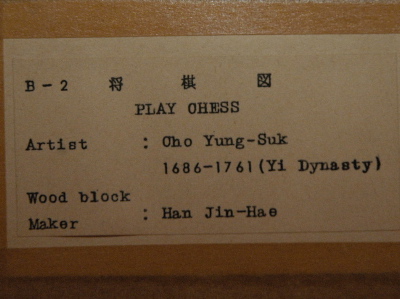 B-2 将 棋 図
PLAY CHESS
Artist : Cho Yung-Suk
1686-1761(Yi Dynasty)
Wood block
Maker : Han Jin-Hae